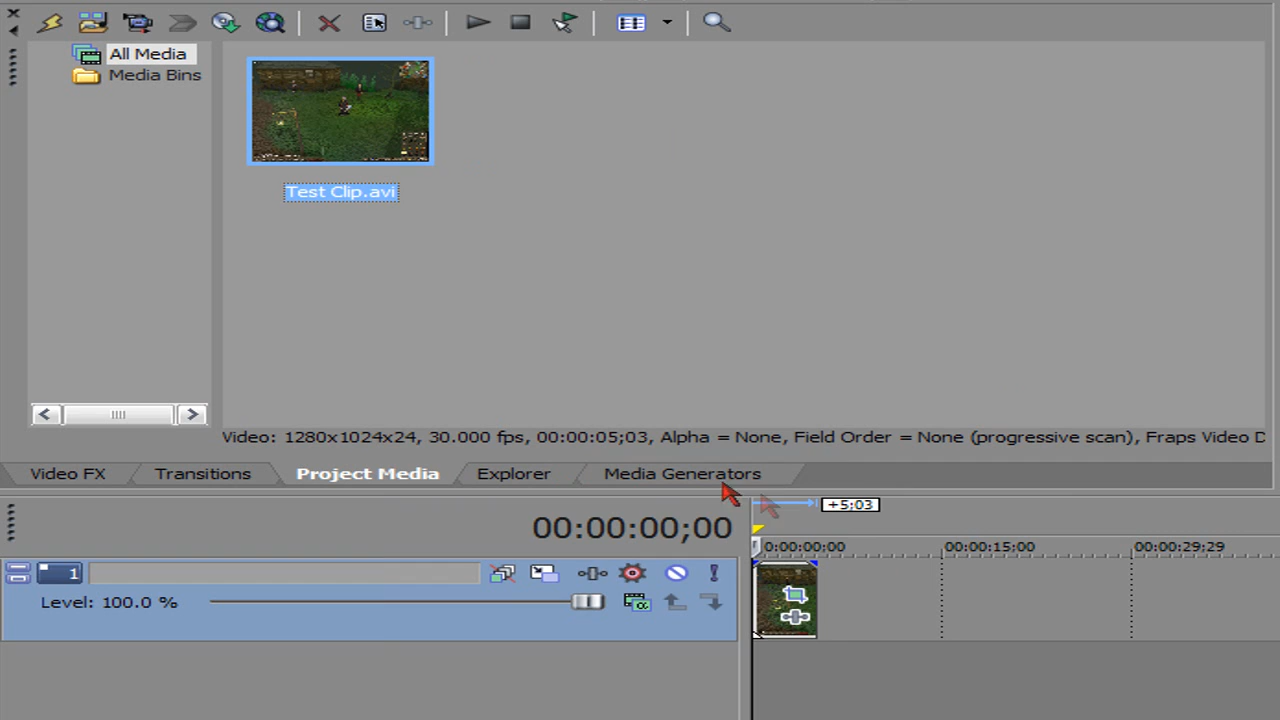 All Media
Media Bins
Test Clip.avi
Video: 1280x1024x24, 30.000 fps, 00:00:05;03, Alpha = None, Field Order = None (progressive scan), Fraps Video D
Video FX Transitions Project Media Explorer Media Generators
+5;03
00:00:00;00
0:00:00;00 00:00:15;00 00:00:29;29
1
Level: 100.0 %